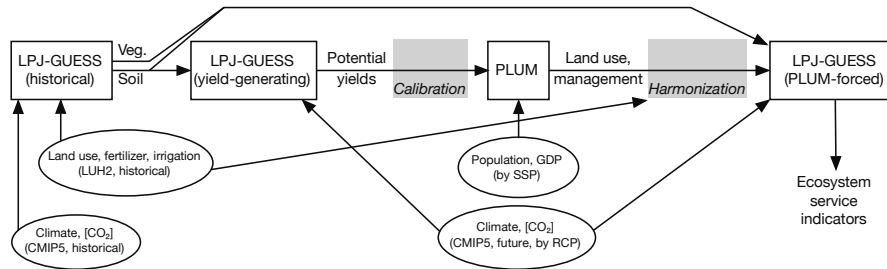 LPJ-GUESS
(historical)
Veg.
Soil
LPJ-GUESS
(yield-generating)
Potential
yields
Calibration
PLUM
Land use,
management
Harmonization
LPJ-GUESS
(PLUM-forced)
Land use, fertilizer, irrigation
(LUH2, historical)
Population, GDP
(by SSP)
Climate, [CO₂]
(CMIP5, historical)
Climate, [CO₂]
(CMIP5, future, by RCP)
Ecosystem
service
indicators